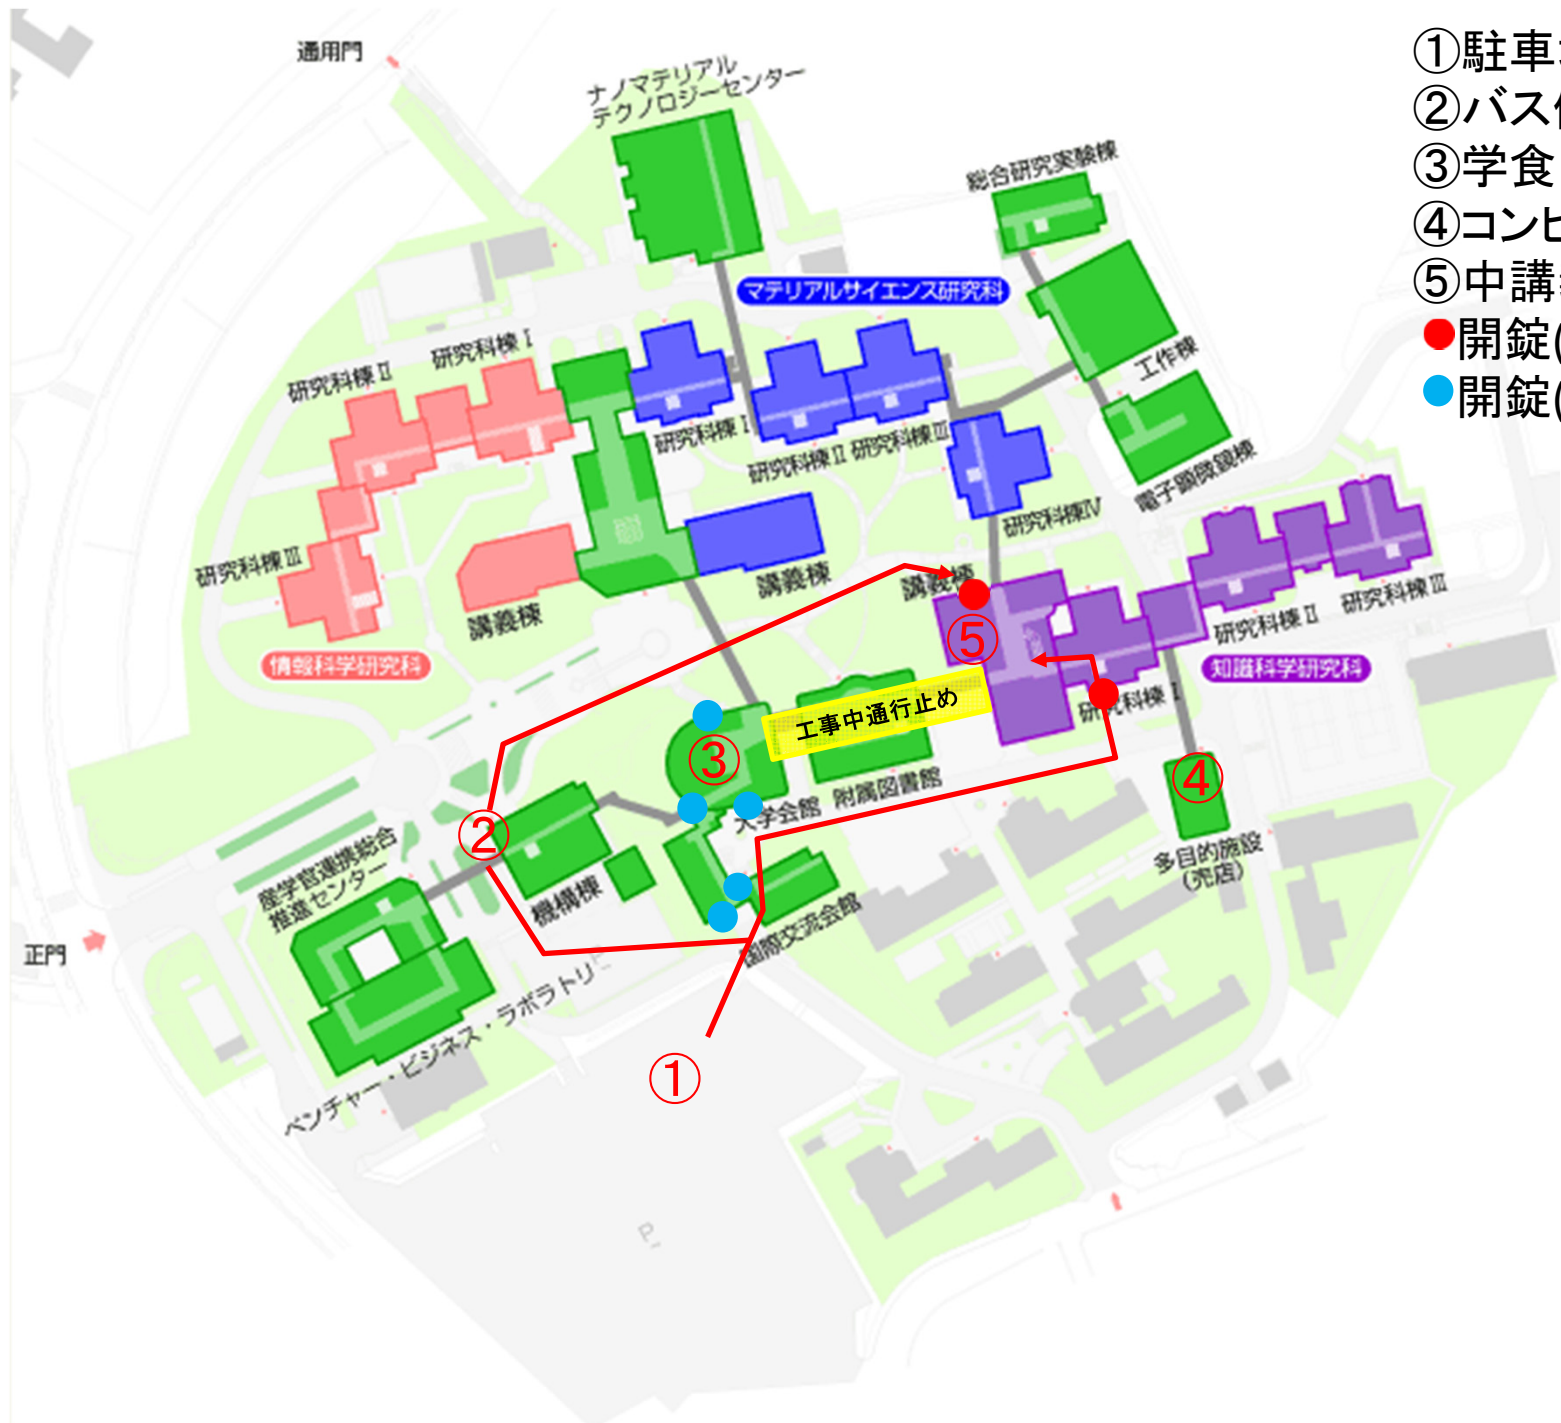 通用門
ナノマテリアル
テクノロジーセンター
総合研究実験棟
マテリアルサイエンス研究科
工作棟
電子顕微鏡棟
研究科棟Ⅰ
研究科棟Ⅱ
研究科棟Ⅲ
研究科棟Ⅰ
研究科棟Ⅱ
研究科棟Ⅲ
研究科棟Ⅳ
講義棟
講義棟
講義棟
情報科学研究科
⑤
研究科棟Ⅰ
研究科棟Ⅱ
研究科棟Ⅲ
知識科学研究科
工事中通行止め
③
④
大学会館
附属図書館
②
多目的施設
(売店)
産学官連携総合
推進センター
機構棟
国際交流会館
正門
ベンチャー・ビジネス・ラボラトリー
P
①
P
①駐車
②バス
③学食
④コンビ
⑤中講
開錠(
開錠(